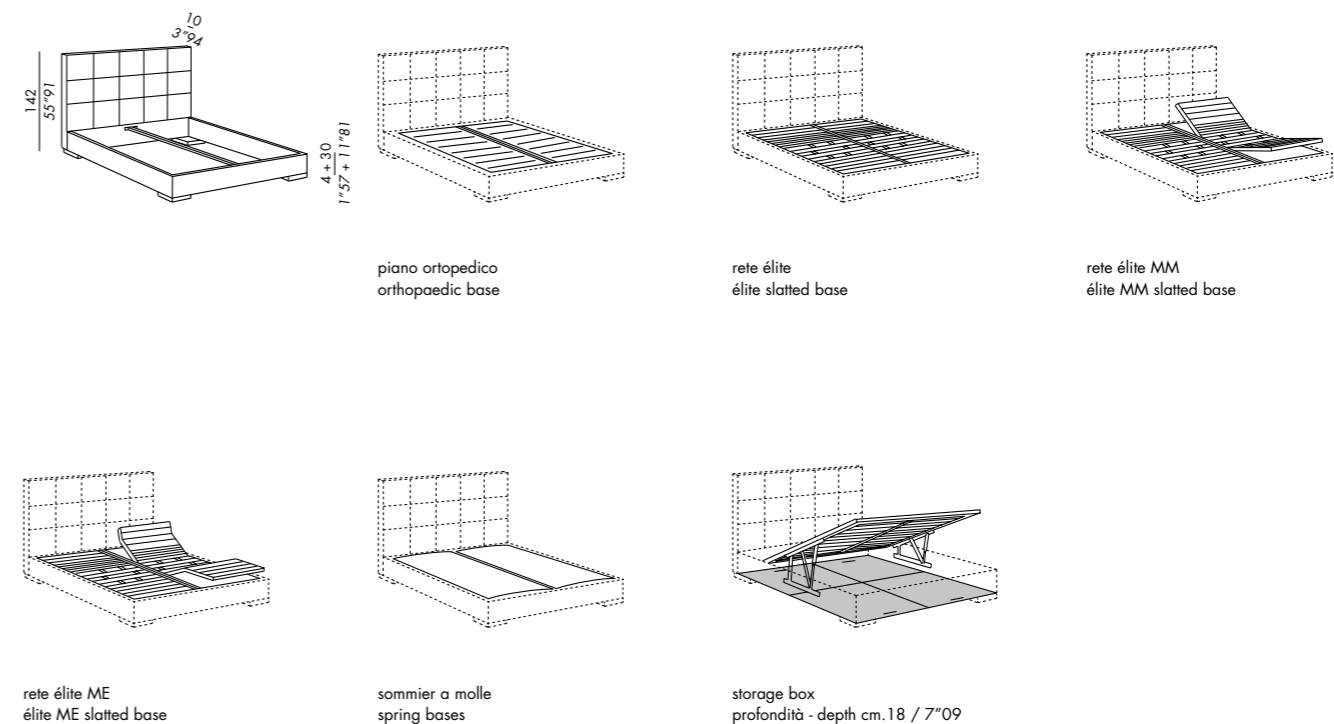 10
3"94
142
55"91
4 + 30
1"57 + 11"81
piano ortopedico
orthopaedic base
rete élite
élite slatted base
rete élite MM
élite MM slatted base
rete élite ME
élite ME slatted base
sommier a molle
spring bases
storage box
profondità - depth cm.18 / 7"09